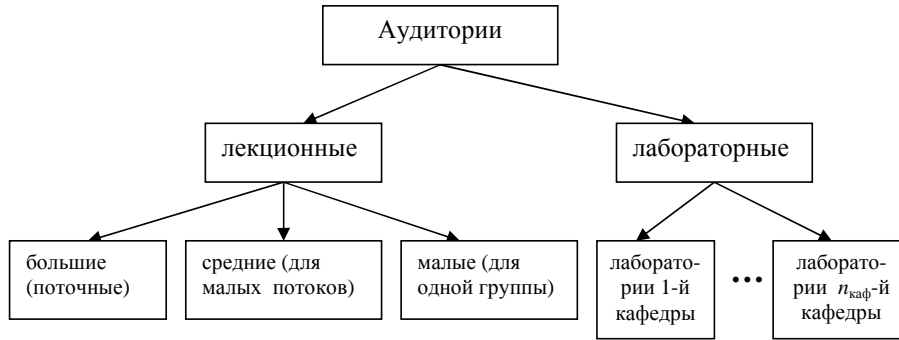 Аудитории
лекционные
лабораторные
большие
(поточные)
средние (для
малых потоков)
малые (для
одной группы)
лаборато-
рии 1-й
кафедры
...
лаборато-
рии nкаф-й
кафедры